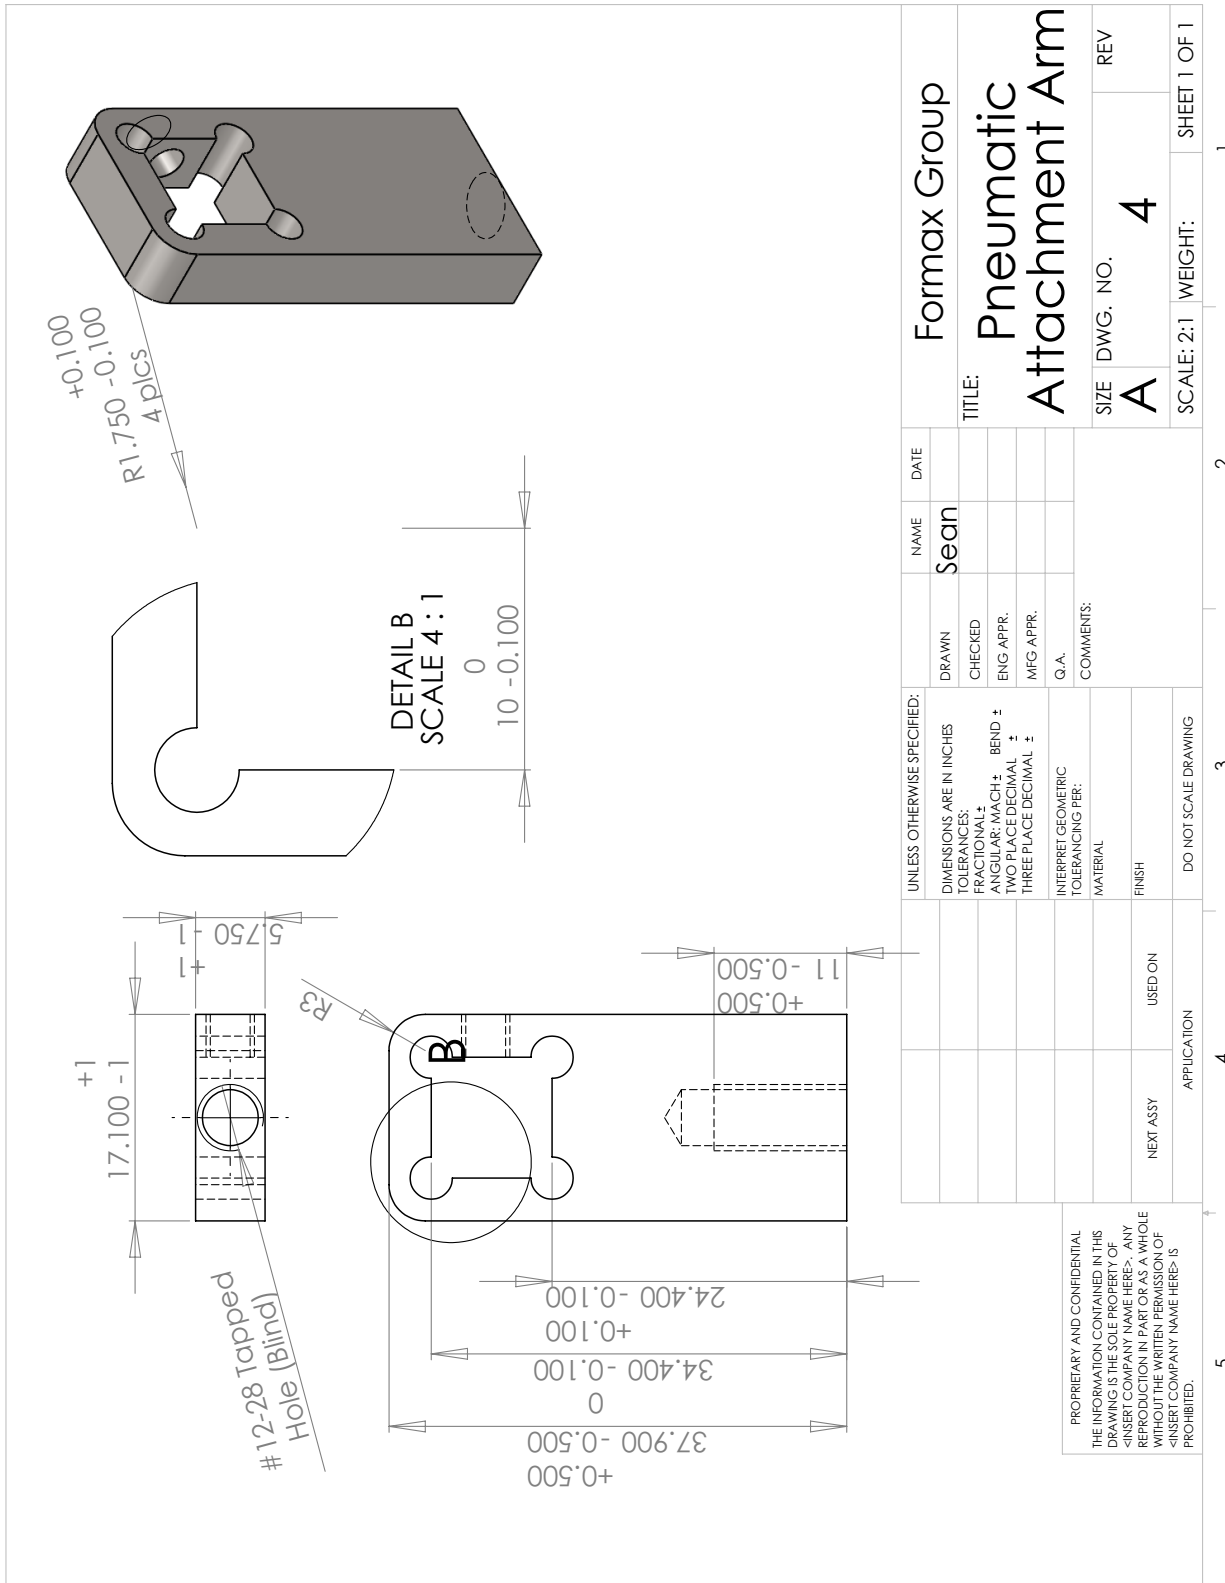 +0.100
R1.750 -0.100
4 plcs
DETAIL B
SCALE 4 : 1
0
10 -0.100
+1
5.750 -1
+1
17.100 -1
R3
B
+0.500
11 -0.500
#12-28 Tapped
Hole (Blind)
+0.100
24.400 -0.100
0
34.400 -0.100
+0.500
37.900 -0.500
PROPRIETARY AND CONFIDENTIAL
THE INFORMATION CONTAINED IN THIS
DRAWING IS THE SOLE PROPERTY OF
<INSERT COMPANY NAME HERE>. ANY
REPRODUCTION IN PART OR AS A WHOLE
WITHOUT THE WRITTEN PERMISSION OF
<INSERT COMPANY NAME HERE> IS
PROHIBITED.
NEXT ASSY
USED ON
APPLICATION
UNLESS OTHERWISE SPECIFIED:
DIMENSIONS ARE IN INCHES
TOLERANCES:
FRACTIONAL±
ANGULAR: MACH± BEND ±
TWO PLACE DECIMAL ±
THREE PLACE DECIMAL ±
INTERPRET GEOMETRIC
TOLERANCING PER:
MATERIAL
FINISH
DO NOT SCALE DRAWING
NAME
DATE
DRAWN
Sean
CHECKED
ENG APPR.
MFG APPR.
Q.A.
COMMENTS:
Formax Group
TITLE:
Pneumatic
Attachment Arm
SIZE
A
DWG. NO.
4
REV
SCALE: 2:1
WEIGHT:
SHEET 1 OF 1
5
4
3
2
1